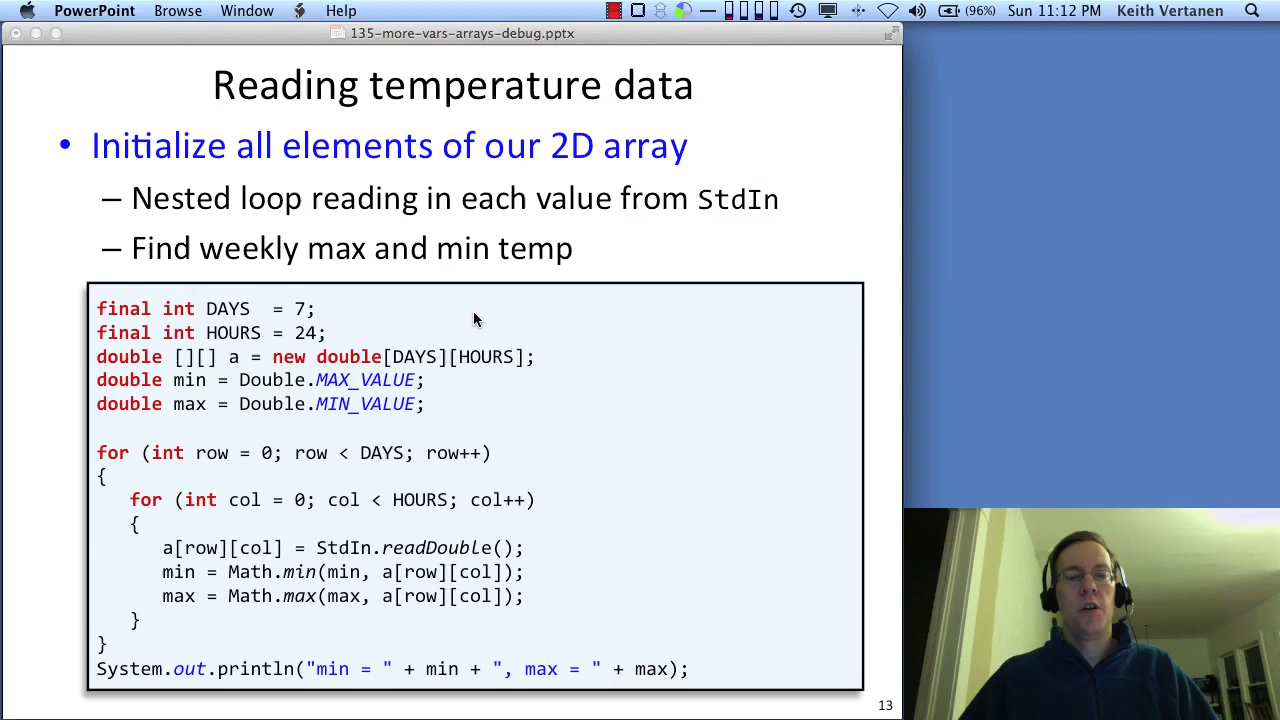 PowerPoint Browse Window Help (96%) Sun 11:12 PM Keith Vertanen
135-more-vars-arrays-debug.pptx
Reading temperature data
• Initialize all elements of our 2D array
– Nested loop reading in each value from StdIn
– Find weekly max and min temp
final int DAYS  = 7;
final int HOURS = 24;
double [][] a = new double[DAYS][HOURS];
double min = Double.MAX_VALUE;
double max = Double.MIN_VALUE;
for (int row = 0; row < DAYS; row++)
{
for (int col = 0; col < HOURS; col++)
{
a[row][col] = StdIn.readDouble();
min = Math.min(min, a[row][col]);
max = Math.max(max, a[row][col]);
}
}
System.out.println("min = " + min + ", max = " + max);
13